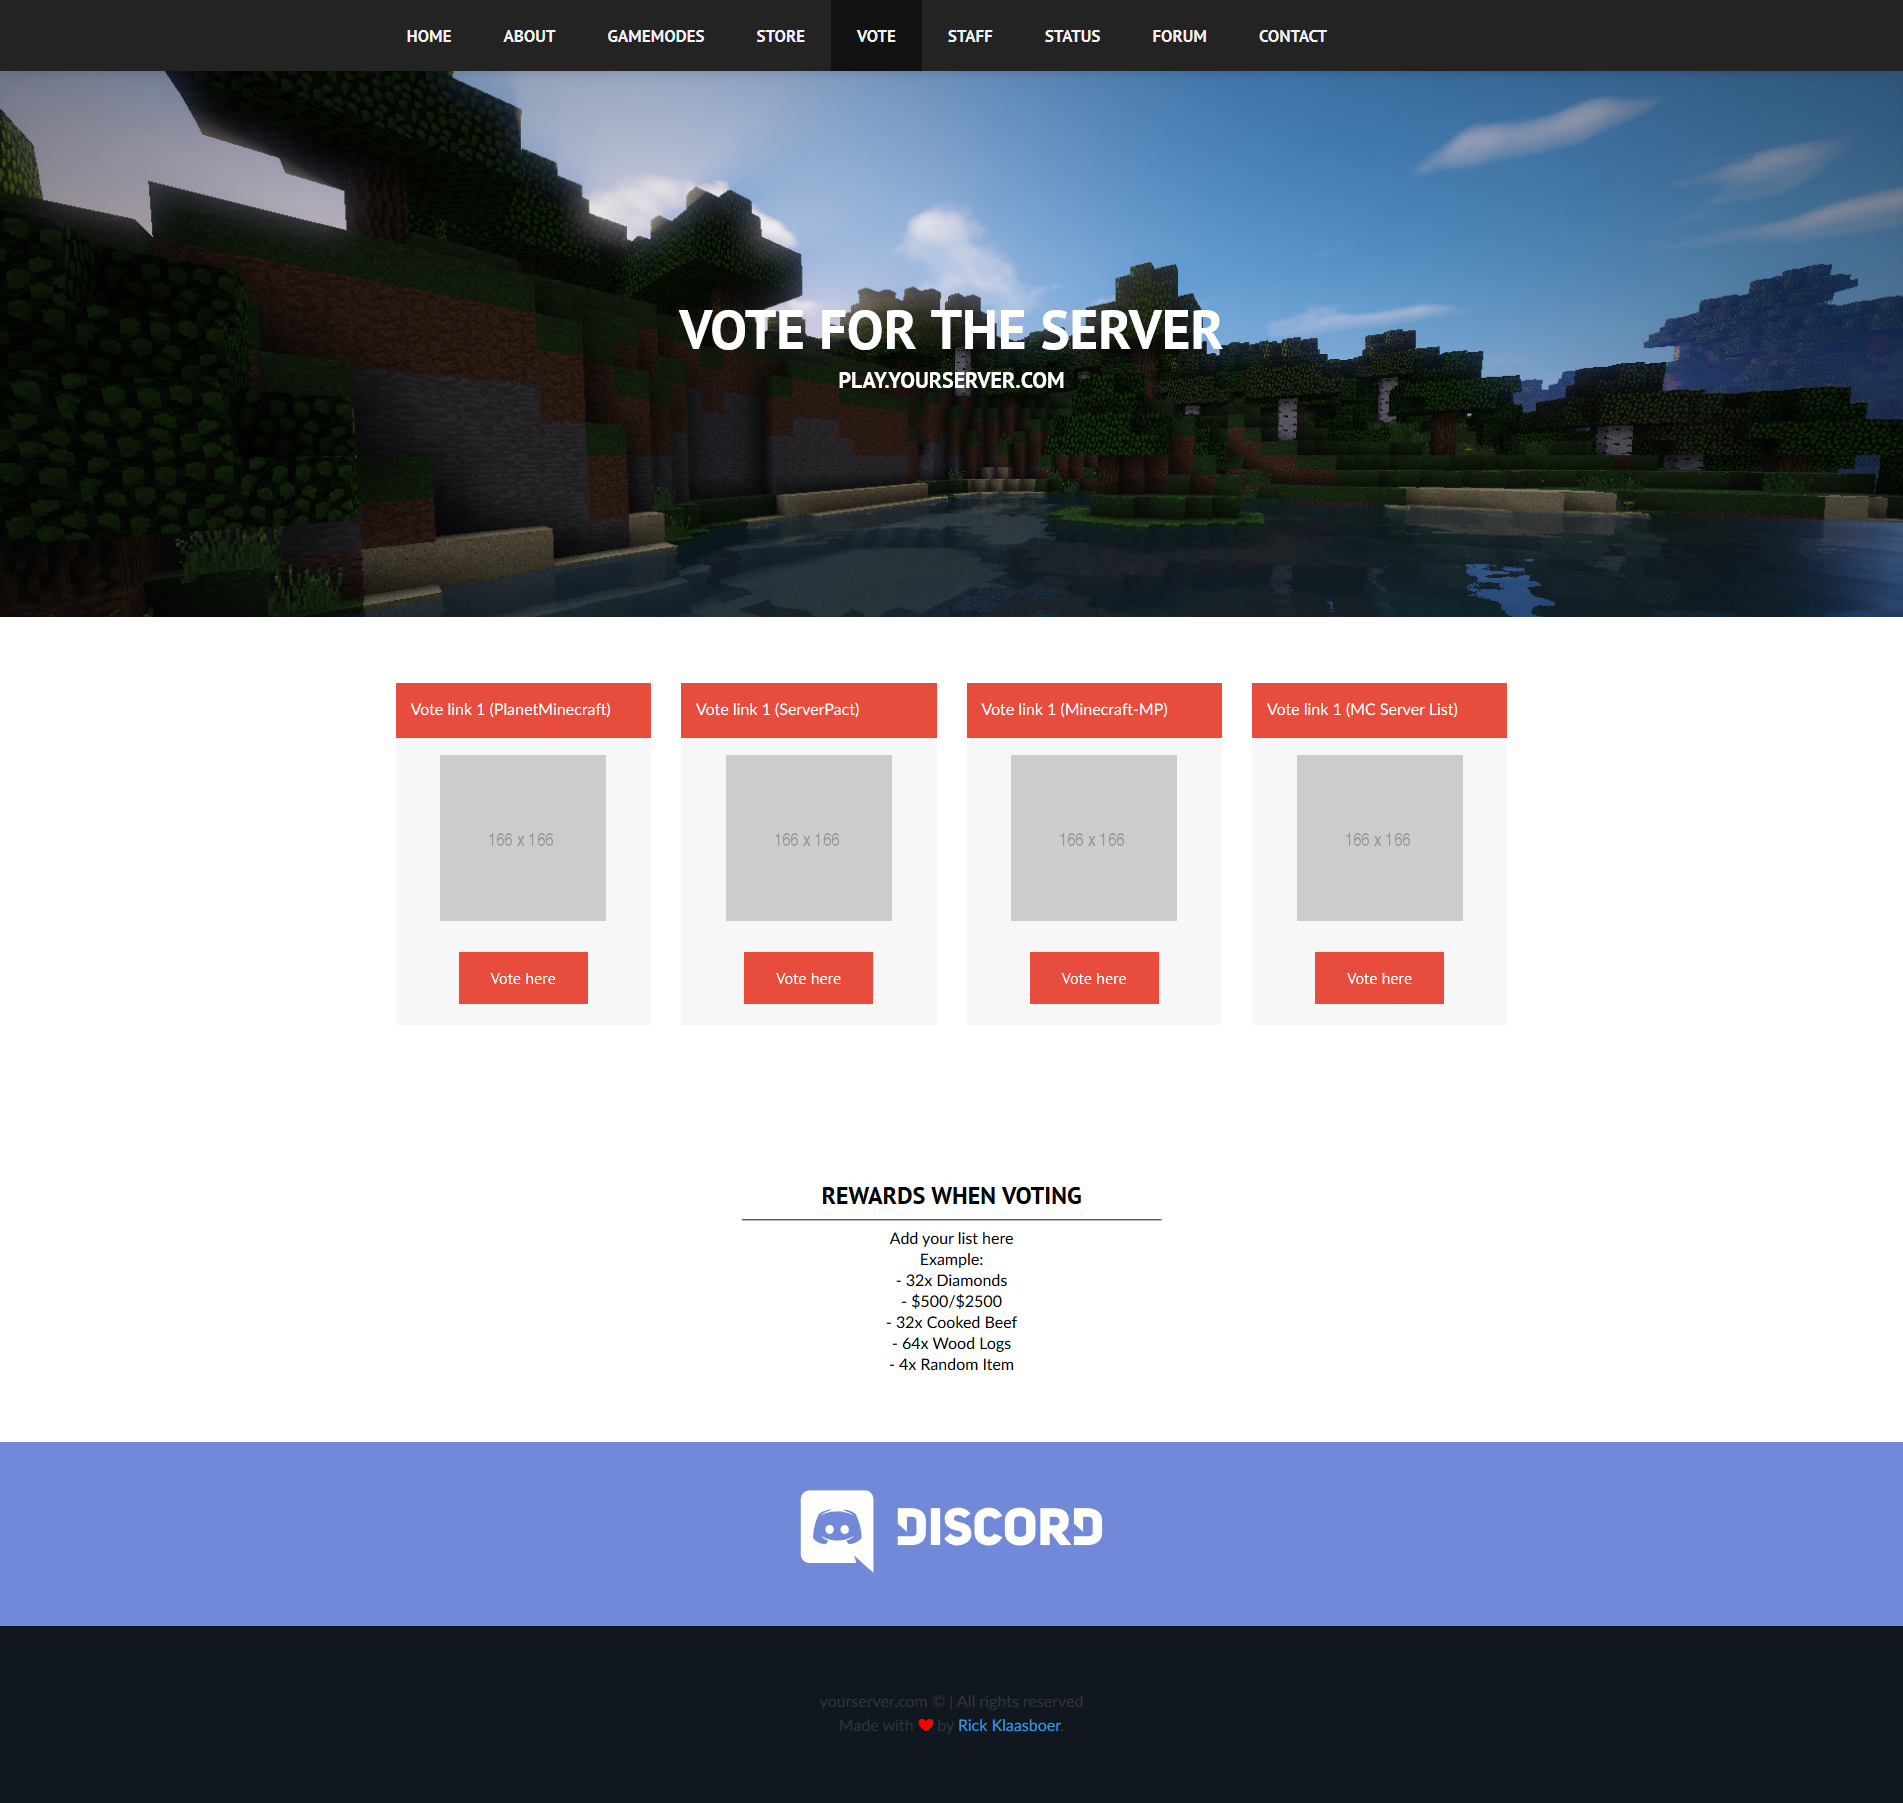 HOME ABOUT GAMEMODES STORE VOTE STAFF STATUS FORUM CONTACT
VOTE FOR THE SERVER
PLAY.YOURSERVER.COM
Vote link 1 (PlanetMinecraft)
166 x 166
Vote here
Vote link 1 (ServerPact)
166 x 166
Vote here
Vote link 1 (Minecraft-MP)
166 x 166
Vote here
Vote link 1 (MC Server List)
166 x 166
Vote here
REWARDS WHEN VOTING
Add your list here
Example:
- 32x Diamonds
- $500/$2500
- 32x Cooked Beef
- 64x Wood Logs
- 4x Random Item
DISCORD
yourserver.com © | All rights reserved
Made with ♥ by Rick Klaasboer.